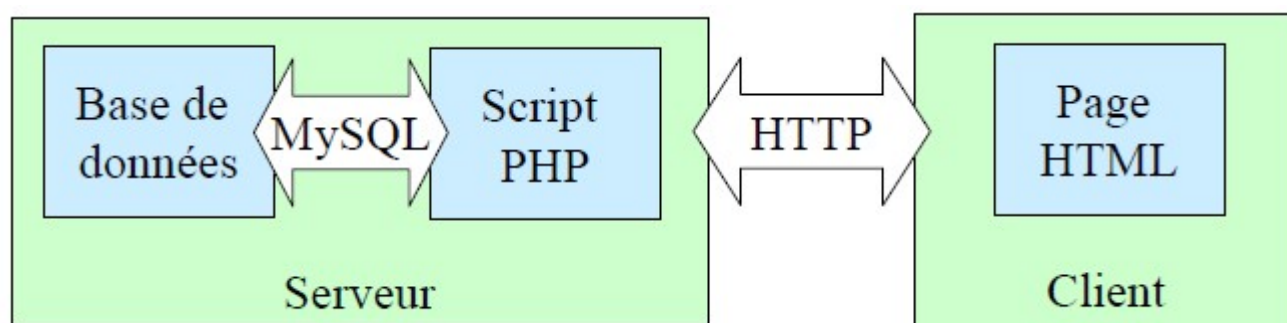 Base de
données
MySQL
Script
PHP
HTTP
Page
HTML
Serveur
Client